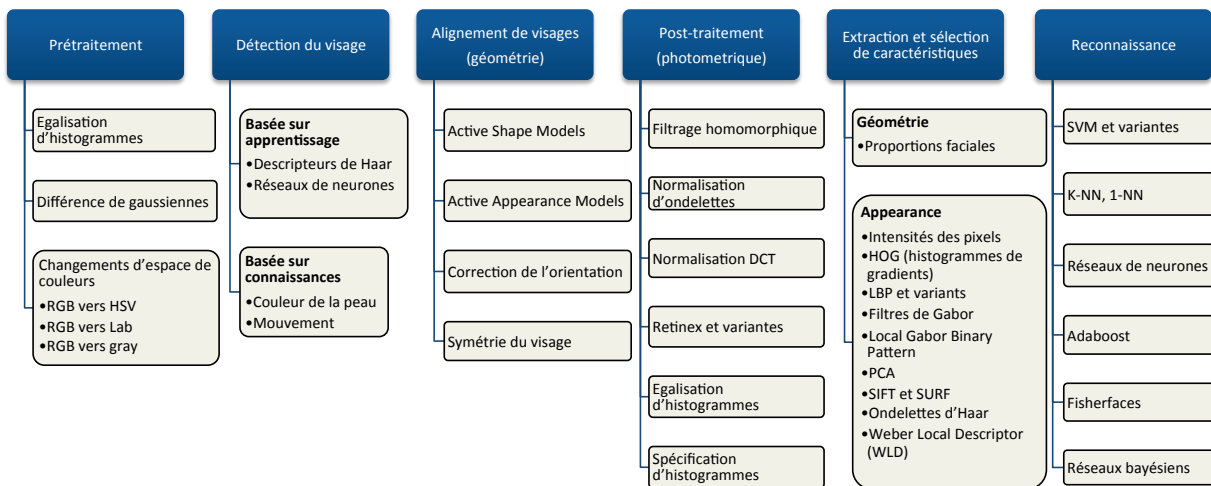 Prétraitement
Egalisation
d'histogrammes
Différence de gaussiennes
Changements d'espace de
couleurs
•RGB vers HSV
•RGB vers Lab
•RGB vers gray
Détection du visage
Basée sur
apprentissage
•Descripteurs de Haar
•Réseaux de neurones
Basée sur
connaissances
•Couleur de la peau
•Mouvement
Alignement de visages
(géométrie)
Active Shape Models
Active Appearance Models
Correction de l'orientation
Symétrie du visage
Post-traitement
(photometrique)
Filtrage homomorphique
Normalisation
d'ondelettes
Normalisation DCT
Retinex et variantes
Egalisation
d'histogrammes
Spécification
d'histogrammes
Extraction et sélection
de caractéristiques
Géométrie
•Proportions faciales
Appearance
•Intensités des pixels
•HOG (histogrammes de
gradients)
•LBP et variants
•Filtres de Gabor
•Local Gabor Binary
Pattern
•PCA
•SIFT et SURF
•Ondelettes d'Haar
•Weber Local Descriptor
(WLD)
Reconnaissance
SVM et variantes
K-NN, 1-NN
Réseaux de neurones
Adaboost
Fisherfaces
Réseaux bayésiens